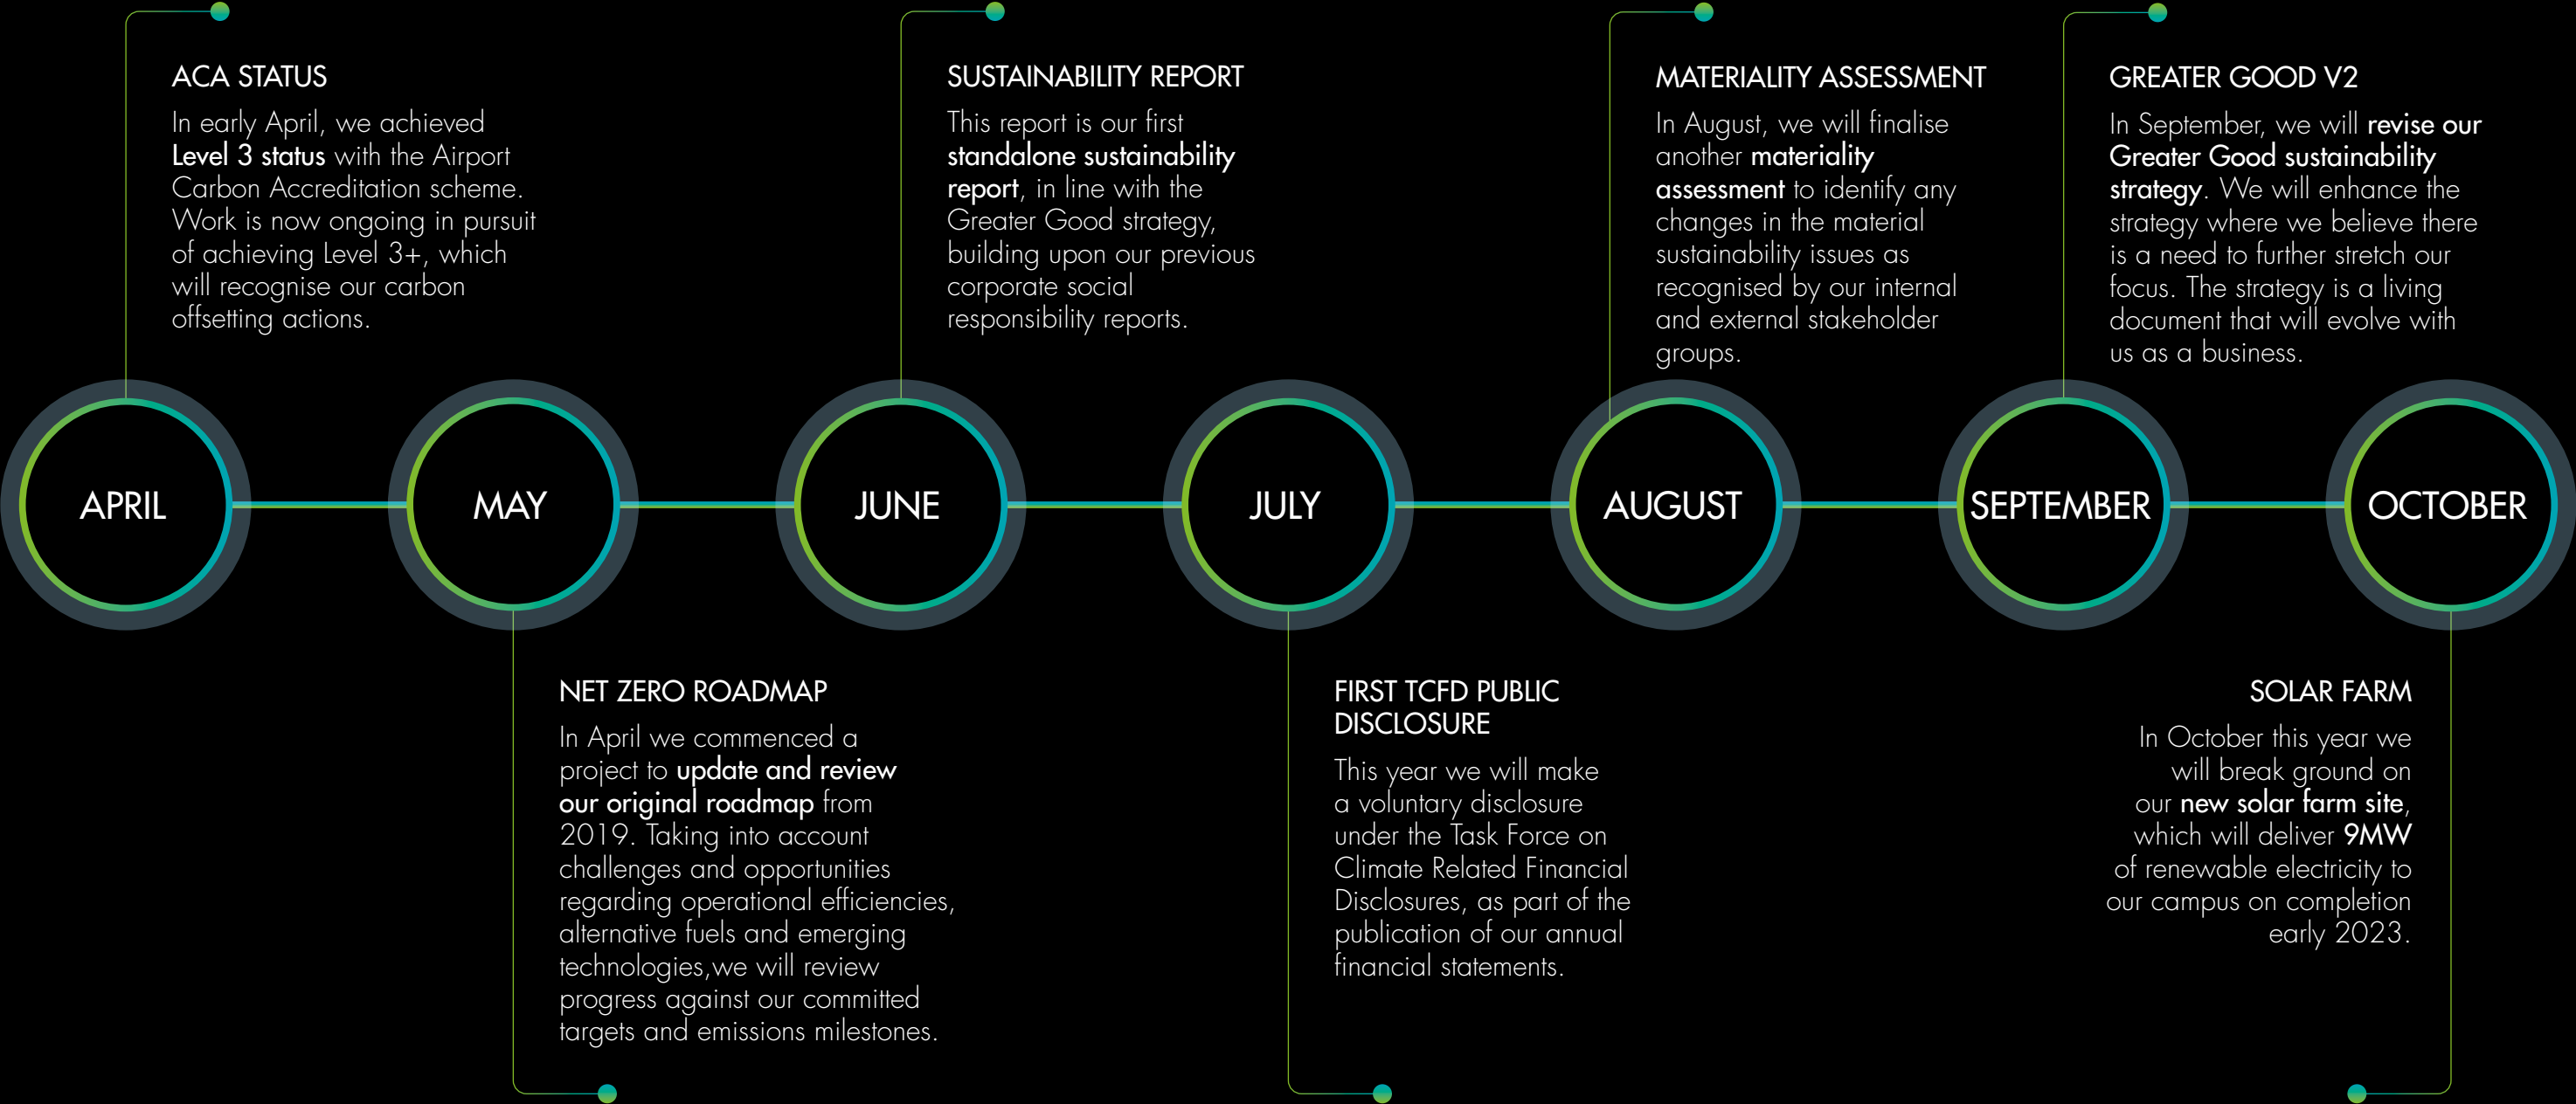 ACA STATUS
In early April, we achieved
Level 3 status with the Airport
Carbon Accreditation scheme.
Work is now ongoing in pursuit
of achieving Level 3+, which
will recognise our carbon
offsetting actions.
SUSTAINABILITY REPORT
This report is our first
standalone sustainability
report, in line with the
Greater Good strategy,
building upon our previous
corporate social
responsibility reports.
MATERIALITY ASSESSMENT
In August, we will finalise
another materiality
assessment to identify any
changes in the material
sustainability issues as
recognised by our internal
and external stakeholder
groups.
GREATER GOOD V2
In September, we will revise our
Greater Good sustainability
strategy. We will enhance the
strategy where we believe there
is a need to further stretch our
focus. The strategy is a living
document that will evolve with
us as a business.
APRIL
MAY
JUNE
JULY
AUGUST
SEPTEMBER
OCTOBER
NET ZERO ROADMAP
In April we commenced a
project to update and review
our original roadmap from
2019. Taking into account
challenges and opportunities
regarding operational efficiencies,
alternative fuels and emerging
technologies,we will review
progress against our committed
targets and emissions milestones.
FIRST TCFD PUBLIC
DISCLOSURE
This year we will make
a voluntary disclosure
under the Task Force on
Climate Related Financial
Disclosures, as part of the
publication of our annual
financial statements.
SOLAR FARM
In October this year we
will break ground on
our new solar farm site,
which will deliver 9MW
of renewable electricity to
our campus on completion
early 2023.